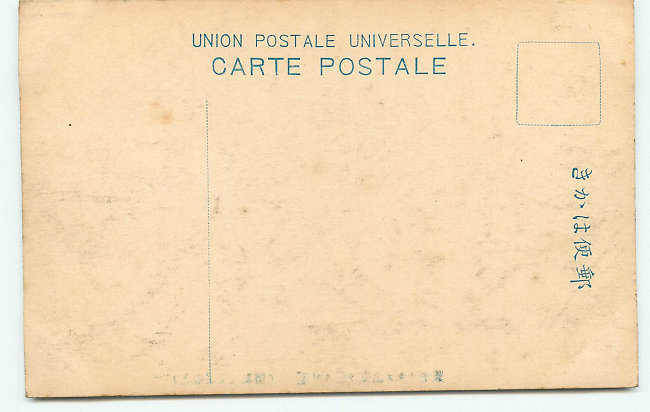 UNION POSTALE UNIVERSELLE.
CARTE POSTALE
きかは便郵